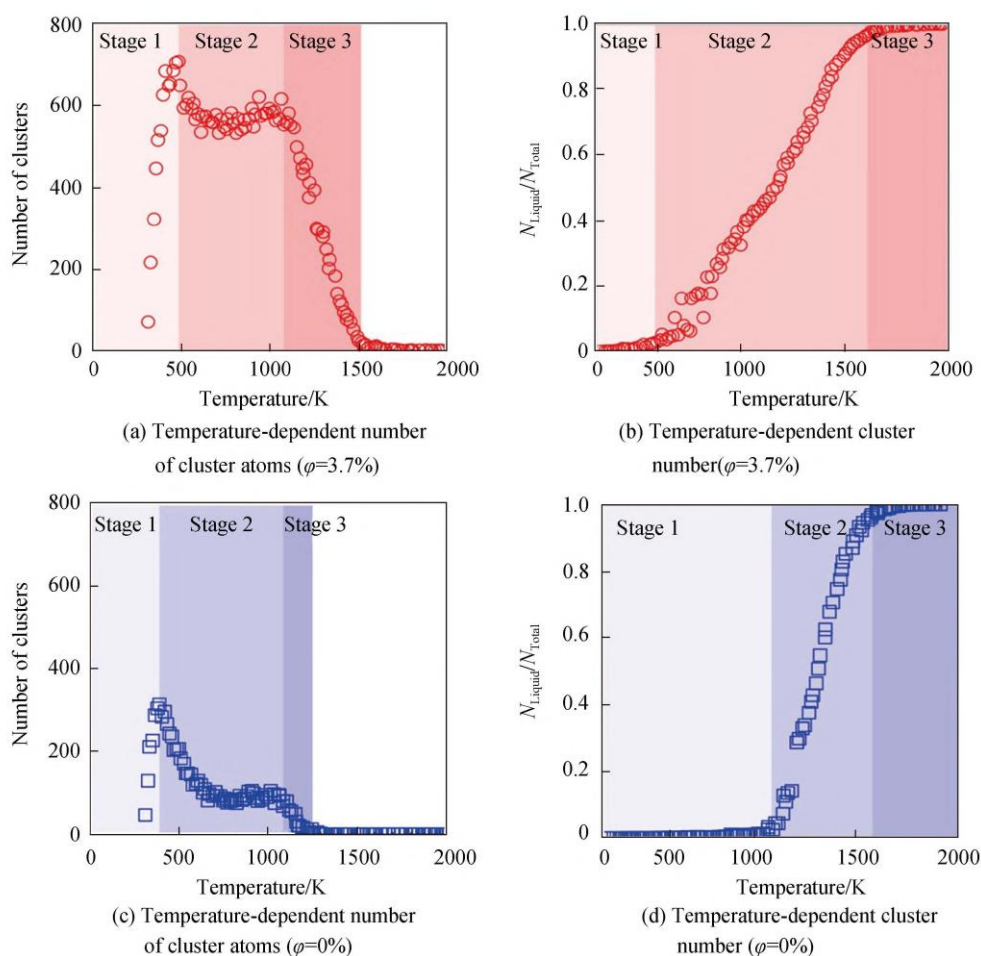 800
600
400
200
0
Number of clusters
Stage 1
Stage 2
Stage 3
0
500
1000
1500
2000
Temperature/K
(a) Temperature-dependent number
of cluster atoms (φ=3.7%)
1.0
0.8
0.6
0.4
0.2
0
N_Liquid/N_Total
Stage 1
Stage 2
Stage 3
0
500
1000
1500
2000
Temperature/K
(b) Temperature-dependent cluster
number(φ=3.7%)
800
600
400
200
0
Number of clusters
Stage 1
Stage 2
Stage 3
0
500
1000
1500
2000
Temperature/K
(c) Temperature-dependent number
of cluster atoms (φ=0%)
1.0
0.8
0.6
0.4
0.2
0
N_Liquid/N_Total
Stage 1
Stage 2
Stage 3
0
500
1000
1500
2000
Temperature/K
(d) Temperature-dependent cluster
number (φ=0%)